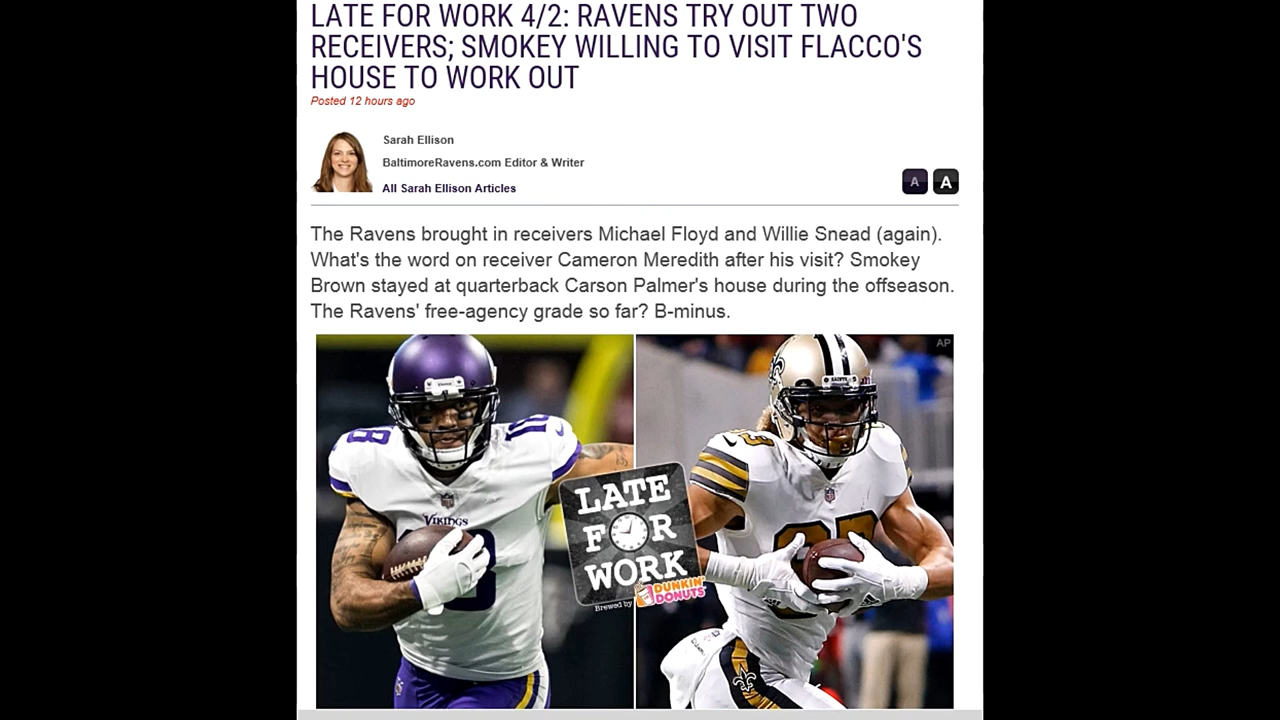 LATE FOR WORK 4/2: RAVENS TRY OUT TWO
RECEIVERS; SMOKEY WILLING TO VISIT FLACCO'S
HOUSE TO WORK OUT
Posted 12 hours ago
Sarah Ellison
BaltimoreRavens.com Editor & Writer
All Sarah Ellison Articles
A A
The Ravens brought in receivers Michael Floyd and Willie Snead (again).
What's the word on receiver Cameron Meredith after his visit? Smokey
Brown stayed at quarterback Carson Palmer's house during the offseason.
The Ravens' free-agency grade so far? B-minus.
AP
SAINTS
18
VIKINGS
LATE
FOR
WORK
Brewed by
DUNKIN'
DONUTS